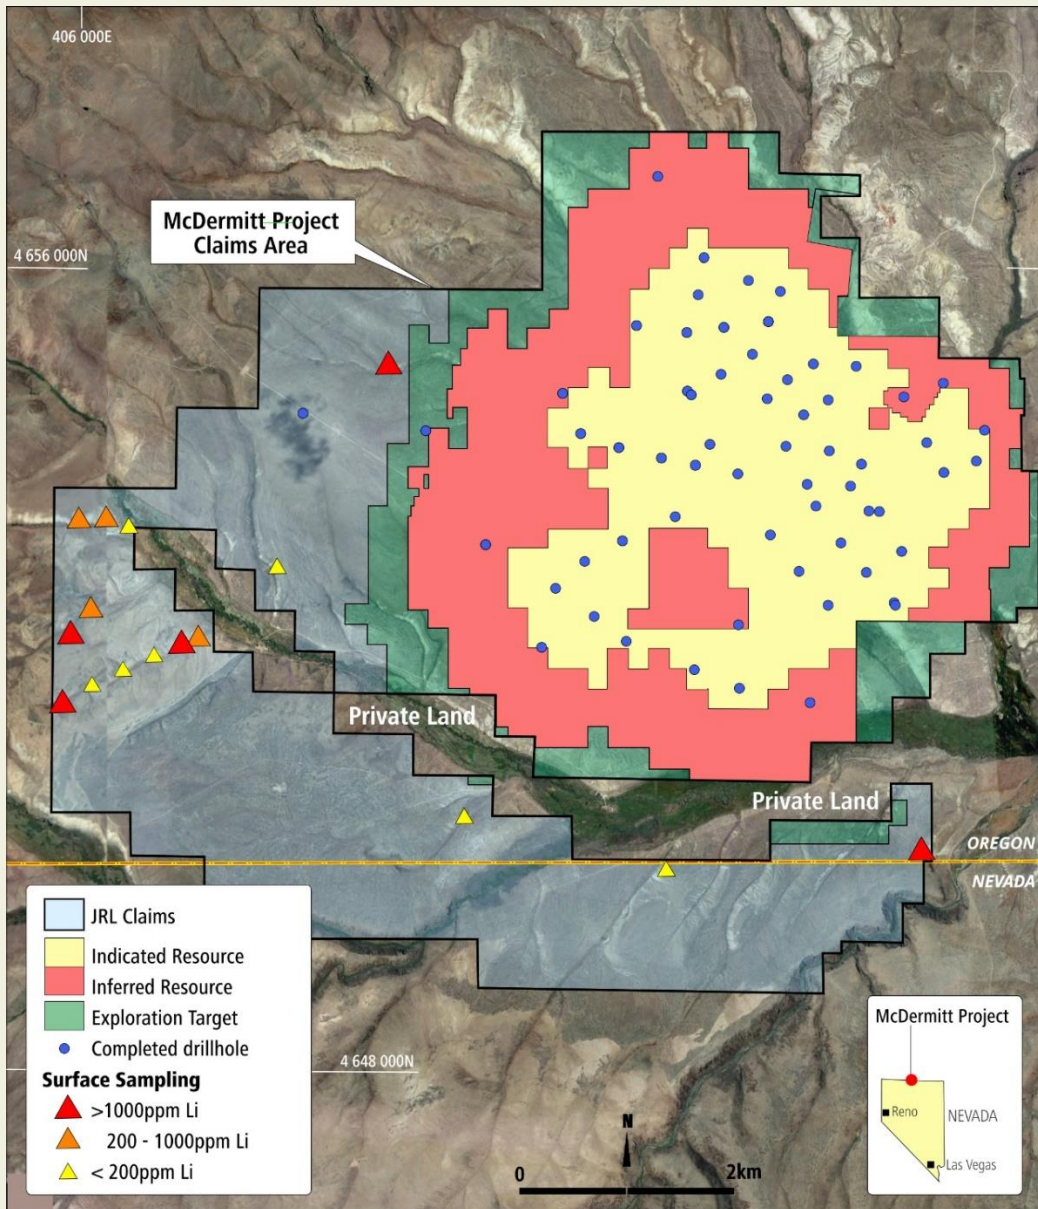 406 000E
McDermitt Project
Claims Area
4 656 000N
Private Land
Private Land
OREGON
NEVADA
JRL Claims
Indicated Resource
Inferred Resource
Exploration Target
Completed drillhole
Surface Sampling
>1000ppm Li
200 - 1000ppm Li
< 200ppm Li
4 648 000N
N
0
2km
McDermitt Project
Reno
NEVADA
Las Vegas